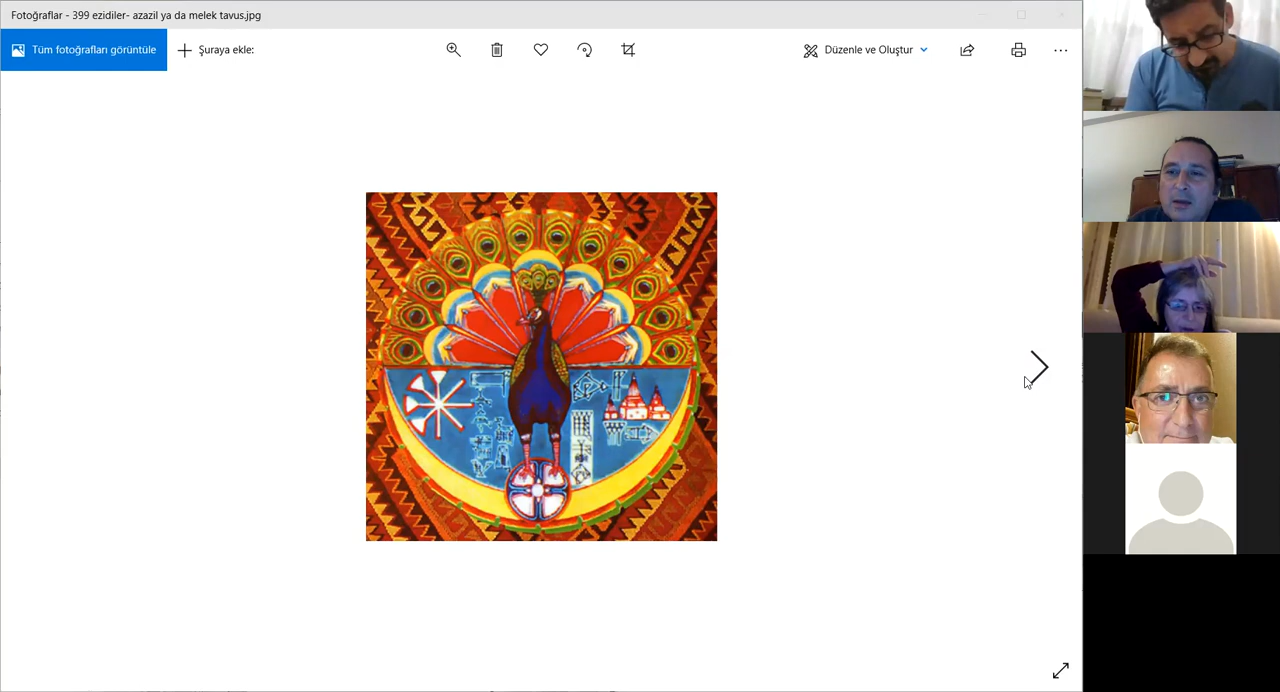 Fotoğraflar - 399 ezidiler- azazil ya da melek tavus.jpg
Tüm fotoğrafları görüntüle
Şuraya ekle:
Düzenle ve Oluştur